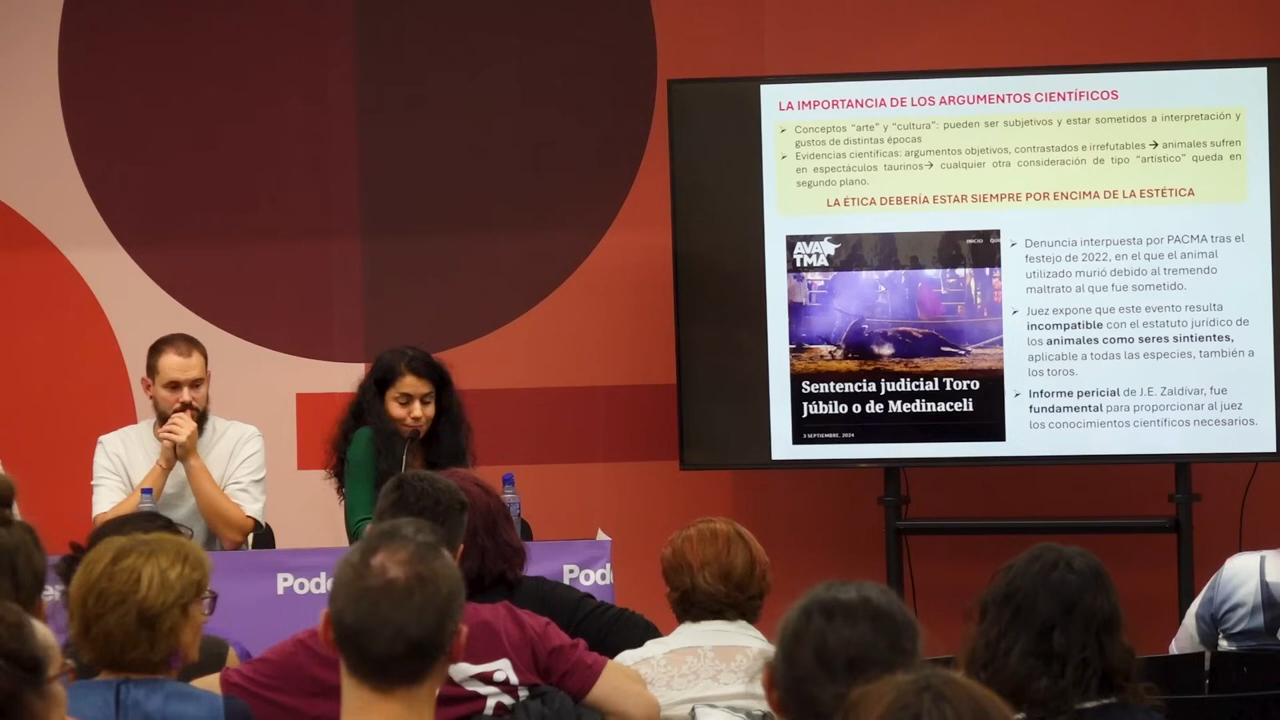 LA IMPORTANCIA DE LOS ARGUMENTOS CIENTÍFICOS
➢ Conceptos “arte” y “cultura”: pueden ser subjetivos y estar sometidos a interpretación y
gustos de distintas épocas
➢ Evidencias científicas: argumentos objetivos, contrastados e irrefutables → animales sufren
en espectáculos taurinos→ cualquier otra consideración de tipo “artístico” queda en
segundo plano.
LA ÉTICA DEBERÍA ESTAR SIEMPRE POR ENCIMA DE LA ESTÉTICA
AVA
TMA
INICIO
Sentencia judicial Toro
Júbilo o de Medinaceli
3 SEPTIEMBRE, 2024
➢ Denuncia interpuesta por PACMA tras el
festejo de 2022, en el que el animal
utilizado murió debido al tremendo
maltrato al que fue sometido.
➢ Juez expone que este evento resulta
incompatible con el estatuto jurídico de
los animales como seres sintientes,
aplicable a todas las especies, también a
los toros.
➢ Informe pericial de J.E. Zaldívar, fue
fundamental para proporcionar al juez
los conocimientos científicos necesarios.
Pode
Pod